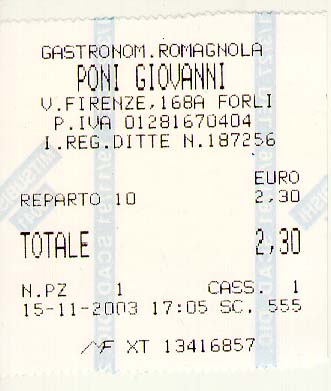 GASTRONOM.ROMAGNOLA
PONI GIOVANNI
V.FIRENZE,168A FORLI
P.IVA 01281670404
I.REG.DITTE N.187256
EURO
REPARTO 10 2,30
TOTALE 2,30
N.PZ 1 CASS. 1
15-11-2003 17:05 SC. 555
MF XT 13416857